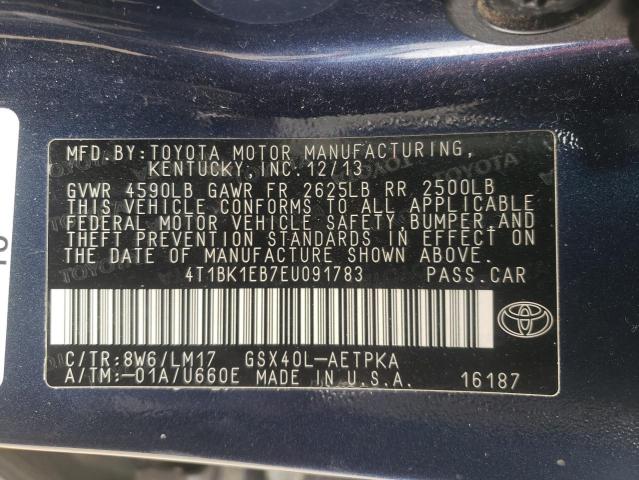 MFD.BY:TOYOTA MOTOR MANUFACTURING,
KENTUCKY, INC.12/13
GVWR 4590LB GAWR FR 2625LB RR 2500LB
THIS VEHICLE CONFORMS TO ALL APPLICABLE
FEDERAL MOTOR VEHICLE SAFETY,BUMPER,AND
THEFT PREVENTION STANDARDS IN EFFECT ON
THE DATE OF MANUFACTURE SHOWN ABOVE.
4T1BK1EB7EU091783 PASS.CAR
C/TR:8W6/LM17 GSX40L-AETPKA
A/TM:-01A/U660E MADE IN U.S.A. 16187